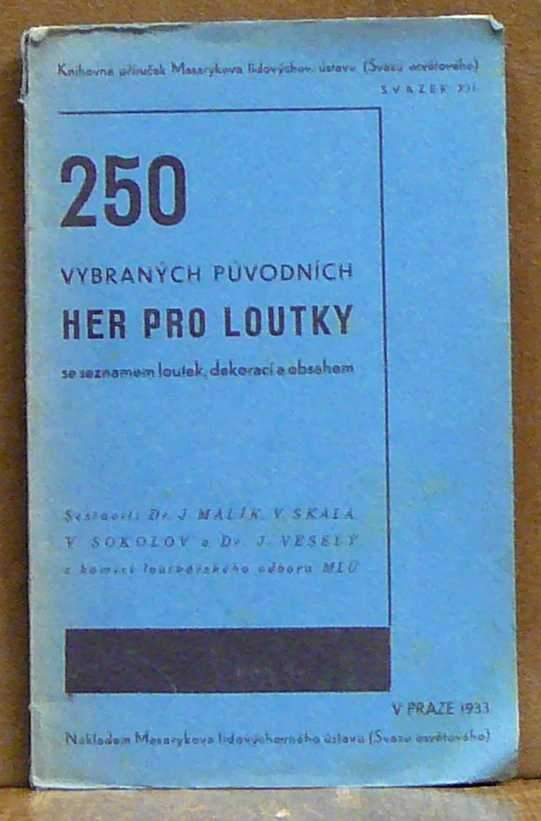 Knihovna příruček Masarykova lidovýchov. ústavu (Svazu osvětového)
SVAZEK XII.
250
VYBRANÝCH PŮVODNÍCH
HER PRO LOUTKY
se seznamem loutek, dekorací a obsahem
Sestavili Dr. J. MALÍK, V. SKÁLA,
V. SOKOLOV a Dr. J. VESELÝ
z komise loutkářského odboru MLÚ
V PRAZE 1933
Nákladem Masarykova lidovýchovného ústavu (Svazu osvětového)